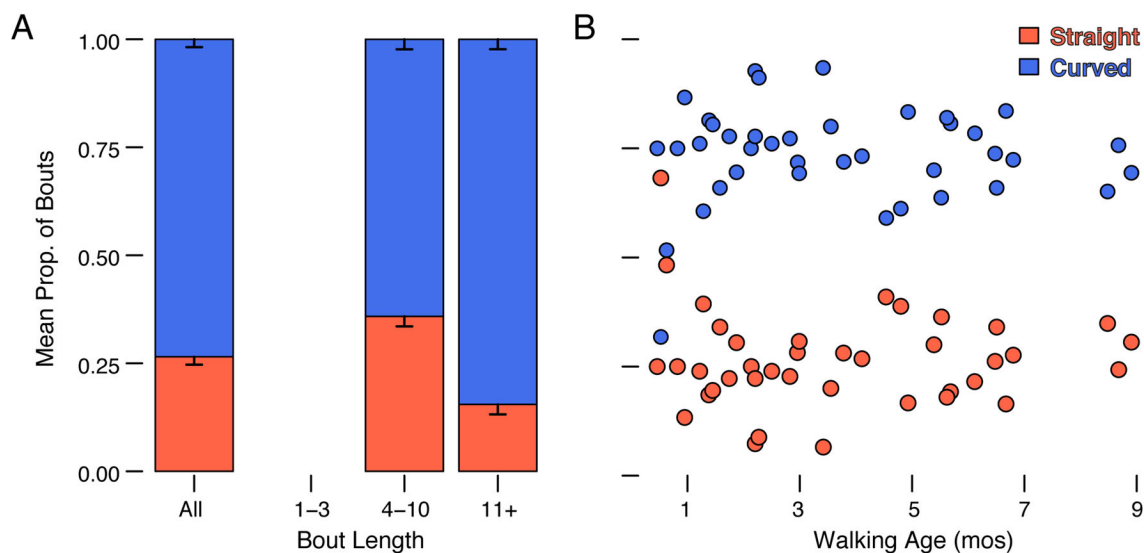 A
Mean Prop. of Bouts
1.00
0.75
0.50
0.25
0.00
All
1–3
4–10
11+
Bout Length
B
Straight
Curved
1
3
5
7
9
Walking Age (mos)